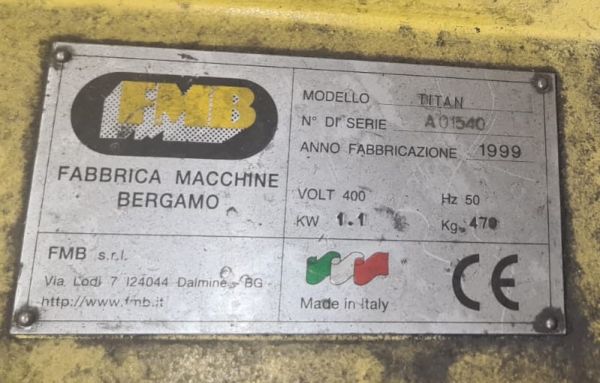 FMB
FABBRICA MACCHINE
BERGAMO
FMB s.r.l.
Via Lodi 7 I24044 Dalmine - BG
http://www.fmb.it
MODELLO TITAN
N° DI SERIE A01540
ANNO FABBRICAZIONE 1999
VOLT 400 Hz 50
KW 1.1 Kg. 470
Made in Italy
CE